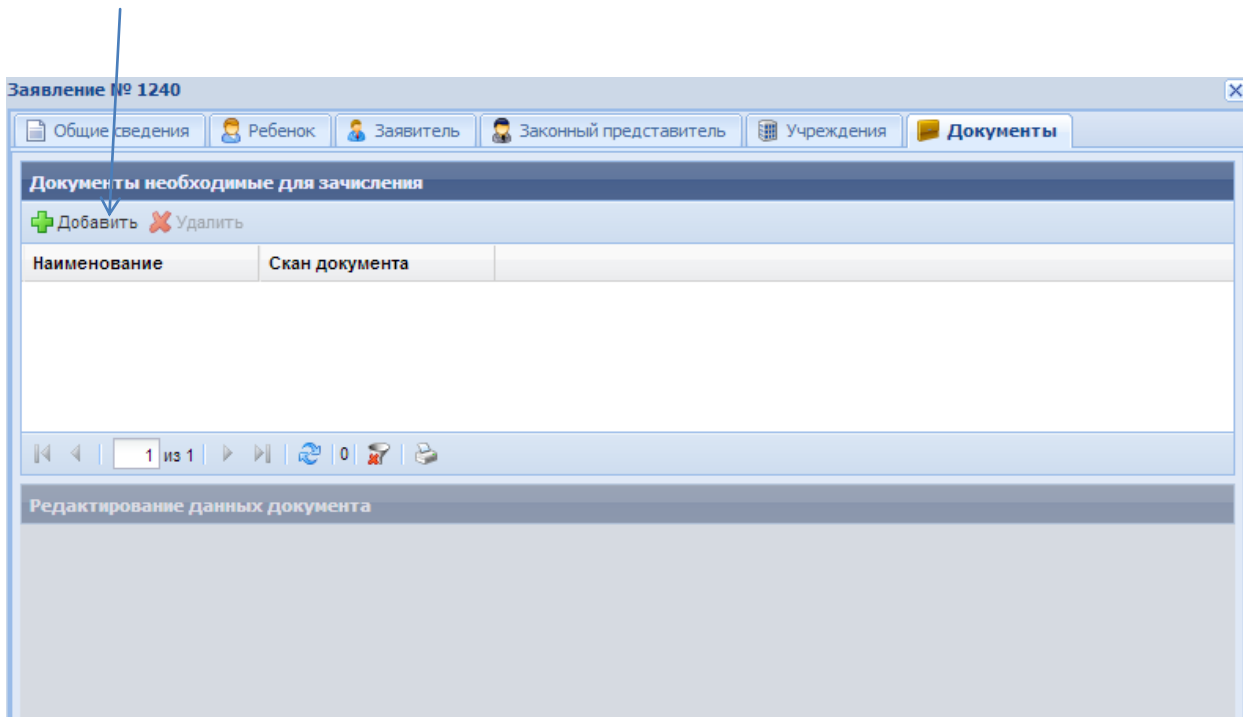 Заявление № 1240
Общие сведения Ребенок Заявитель Законный представитель Учреждения Документы
Документы необходимые для зачисления
Добавить Удалить
Наименование Скан документа
1 из 1 0
Редактирование данных документа